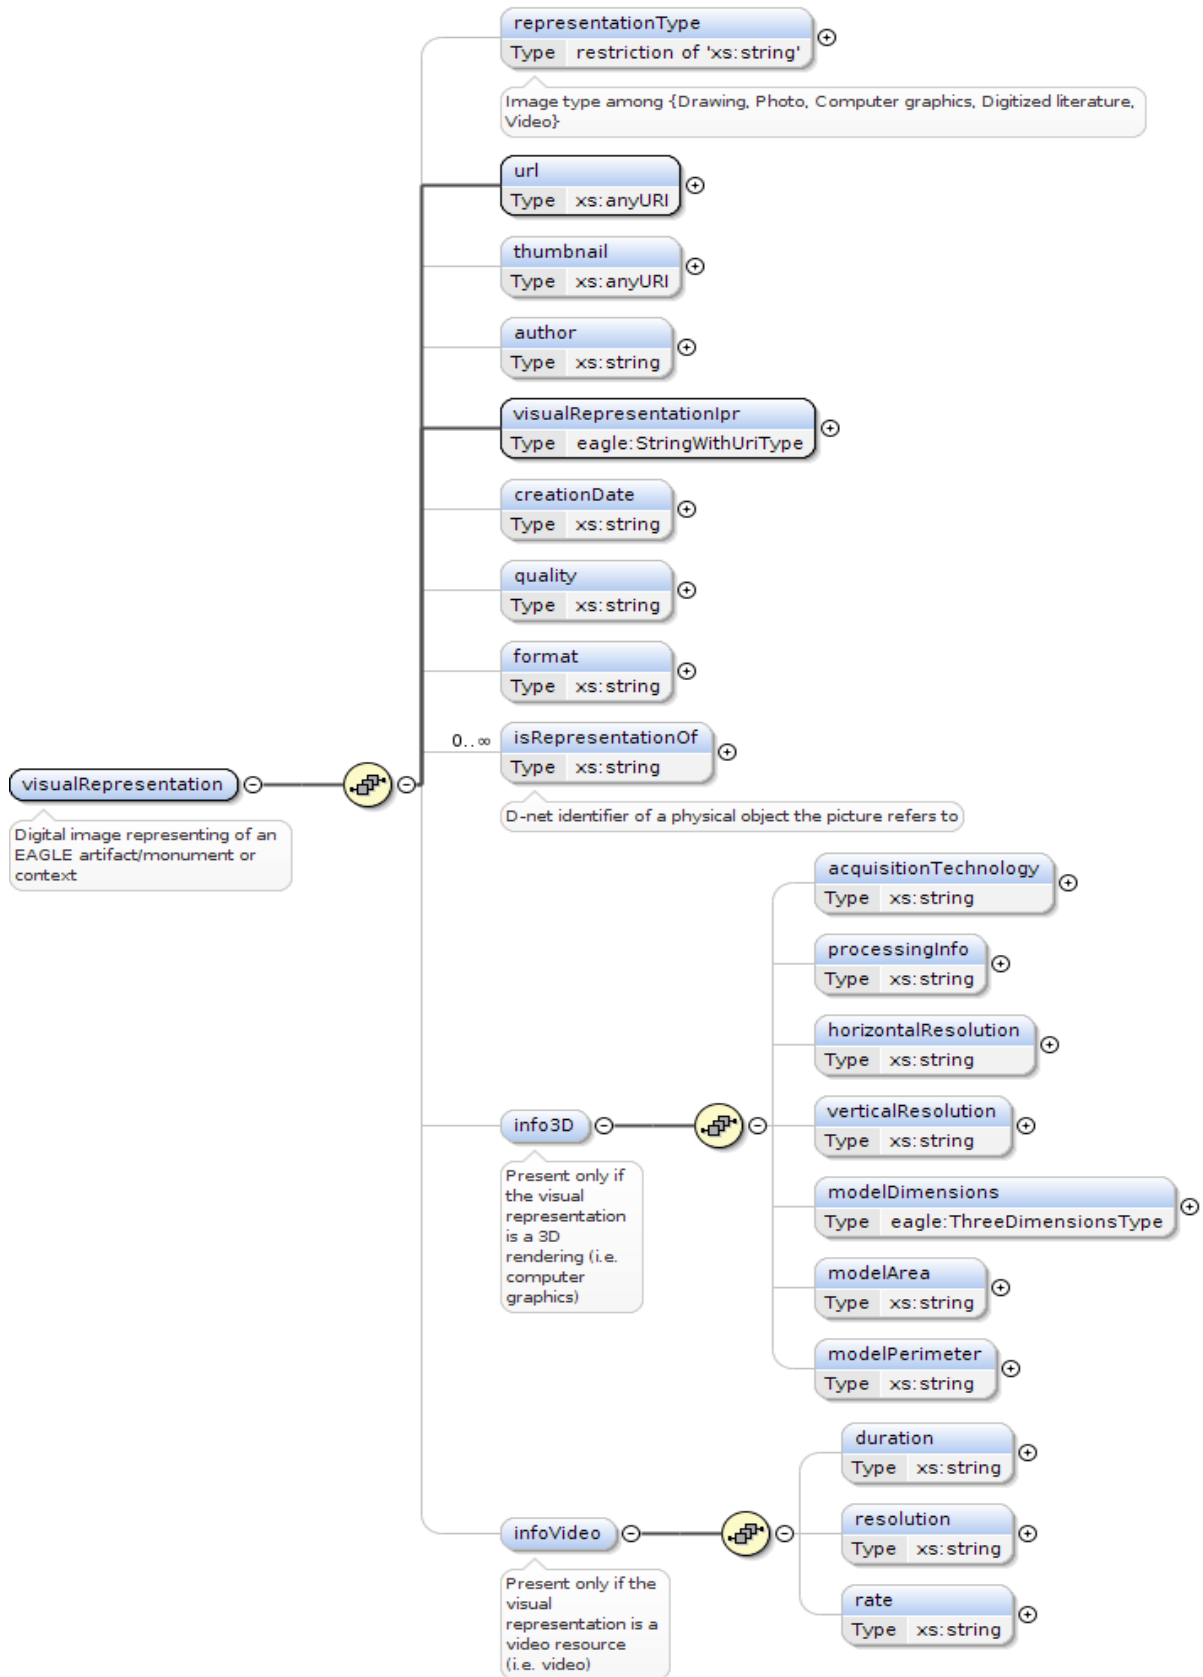 representationType
Type restriction of 'xs:string'
Image type among {Drawing, Photo, Computer graphics, Digitized literature,
Video}
url
Type xs:anyURI
thumbnail
Type xs:anyURI
author
Type xs:string
visualRepresentationIpr
Type eagle:StringWithUriType
creationDate
Type xs:string
quality
Type xs:string
format
Type xs:string
0..∞
isRepresentationOf
Type xs:string
D-net identifier of a physical object the picture refers to
visualRepresentation
Digital image representing of an
EAGLE artifact/monument or
context
info3D
Present only if
the visual
representation
is a 3D
rendering (i.e.
computer
graphics)
acquisitionTechnology
Type xs:string
processingInfo
Type xs:string
horizontalResolution
Type xs:string
verticalResolution
Type xs:string
modelDimensions
Type eagle:ThreeDimensionsType
modelArea
Type xs:string
modelPerimeter
Type xs:string
infoVideo
Present only if the
visual
representation is a
video resource
(i.e. video)
duration
Type xs:string
resolution
Type xs:string
rate
Type xs:string